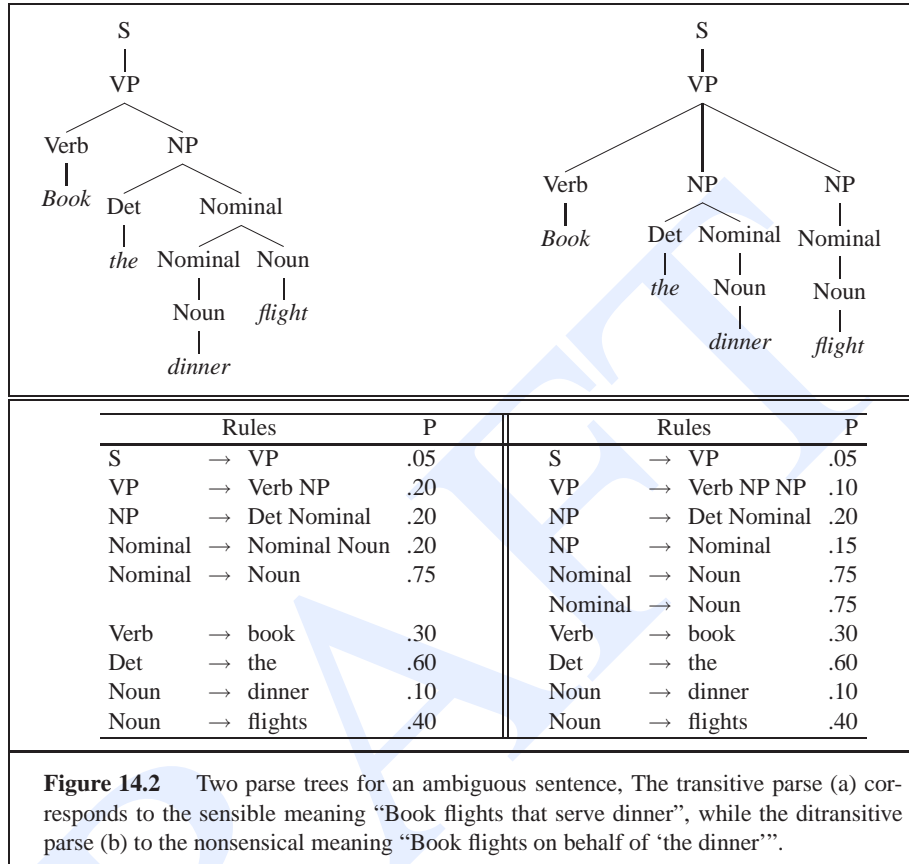 S
VP
Verb NP
Book Det Nominal
the Nominal Noun
Noun flight
dinner
S
VP
Verb NP NP
Book Det Nominal Nominal
the Noun Noun
dinner flight
Rules P Rules P
S → VP .05 S → VP .05
VP → Verb NP .20 VP → Verb NP NP .10
NP → Det Nominal .20 NP → Det Nominal .20
Nominal → Nominal Noun .20 NP → Nominal .15
Nominal → Noun .75 Nominal → Noun .75
Nominal → Noun .75
Verb → book .30 Verb → book .30
Det → the .60 Det → the .60
Noun → dinner .10 Noun → dinner .10
Noun → flights .40 Noun → flights .40
Figure 14.2 Two parse trees for an ambiguous sentence, The transitive parse (a) cor-
responds to the sensible meaning “Book flights that serve dinner”, while the ditransitive
parse (b) to the nonsensical meaning “Book flights on behalf of ‘the dinner’”.